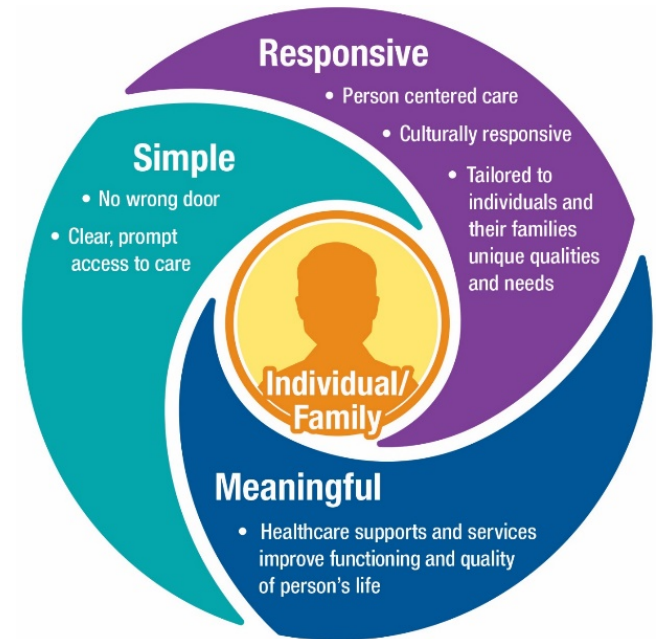 Responsive
• Person centered care
• Culturally responsive
• Tailored to
individuals and
their families
unique qualities
and needs
Simple
• No wrong door
• Clear, prompt
access to care
Individual/
Family
Meaningful
• Healthcare supports and services
improve functioning and quality
of person's life